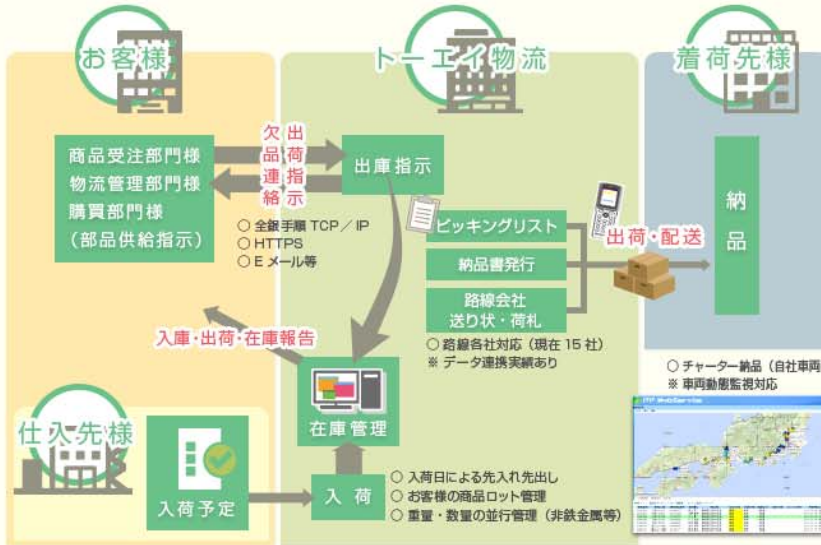 お客様
トーエイ物流
着荷先様
商品受注部門様
物流管理部門様
購買部門様
(部品供給指示)
出荷指示
欠品連絡
出庫指示
○ 全銀手順 TCP/IP
○ HTTPS
○ Eメール等
ピッキングリスト
納品書発行
路線会社
送り状・荷札
○ 路線各社対応(現在 15 社)
※ データ連携実績あり
出荷・配送
納品
○ チャーター納品(自社車両
※ 車両動態監視対応
入庫・出荷・在庫報告
在庫管理
仕入先様
入荷予定
入荷
○ 入荷日による先入れ先出し
○ お客様の商品ロット管理
○ 重量・数量の並行管理(非鉄金属等)